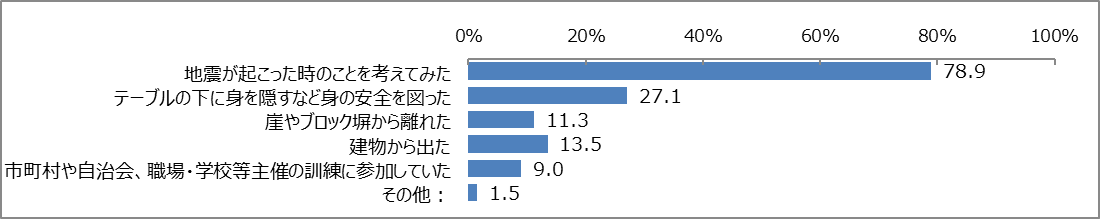 0% 20% 40% 60% 80% 100%
地震が起こった時のことを考えてみた 78.9
テーブルの下に身を隠すなど身の安全を図った 27.1
崖やブロック塀から離れた 11.3
建物から出た 13.5
市町村や自治会、職場・学校等主催の訓練に参加していた 9.0
その他： 1.5